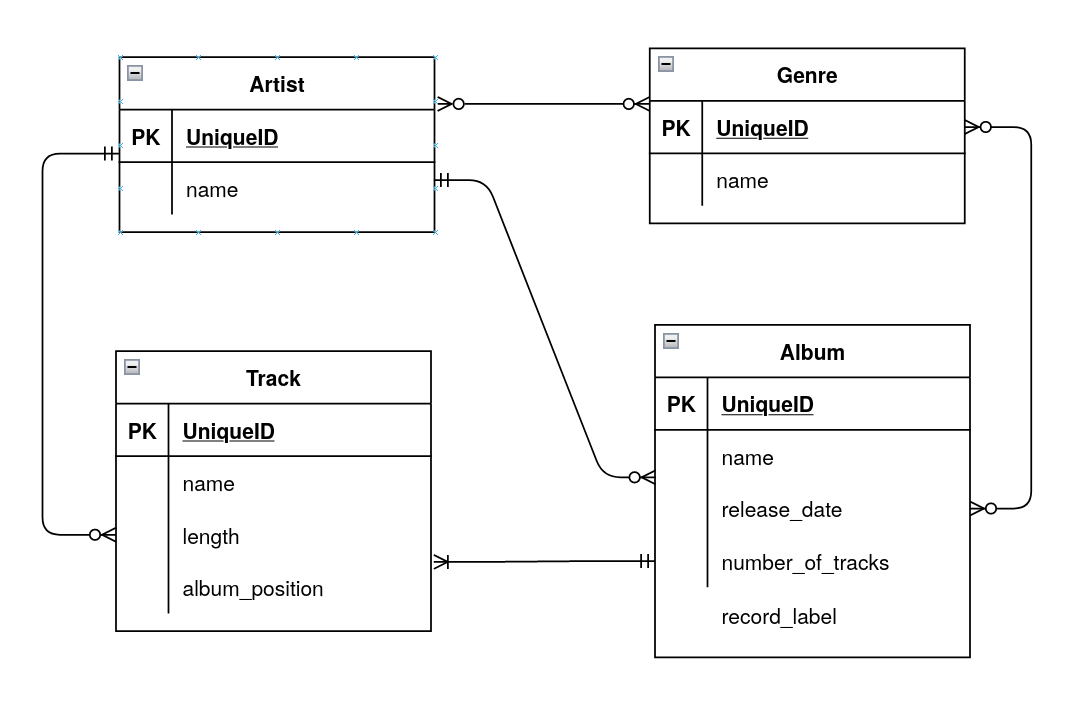 Artist
PK UniqueID
name
Genre
PK UniqueID
name
Track
PK UniqueID
name
length
album_position
Album
PK UniqueID
name
release_date
number_of_tracks
record_label